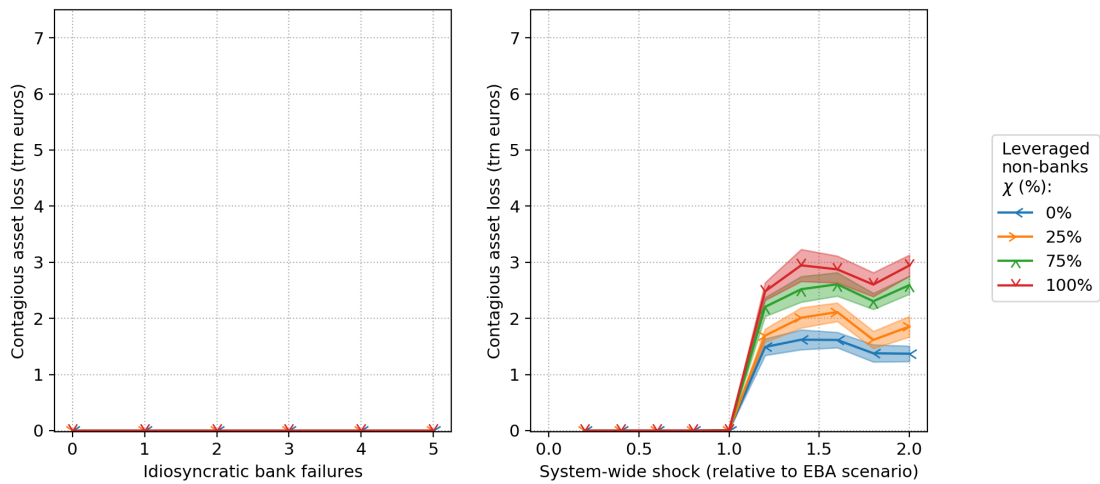 Contagious asset loss (trn euros)
7
6
5
4
3
2
1
0
0 1 2 3 4 5
Idiosyncratic bank failures
Contagious asset loss (trn euros)
7
6
5
4
3
2
1
0
0.0 0.5 1.0 1.5 2.0
System-wide shock (relative to EBA scenario)
Leveraged
non-banks
χ (%):
0%
25%
75%
100%